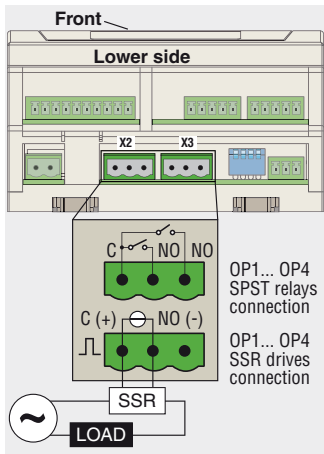 Front
Lower side
X2 X3
C NO NO
OP1... OP4
SPST relays
connection
C (+) NO (-)
OP1... OP4
SSR drives
connection
SSR
~
LOAD